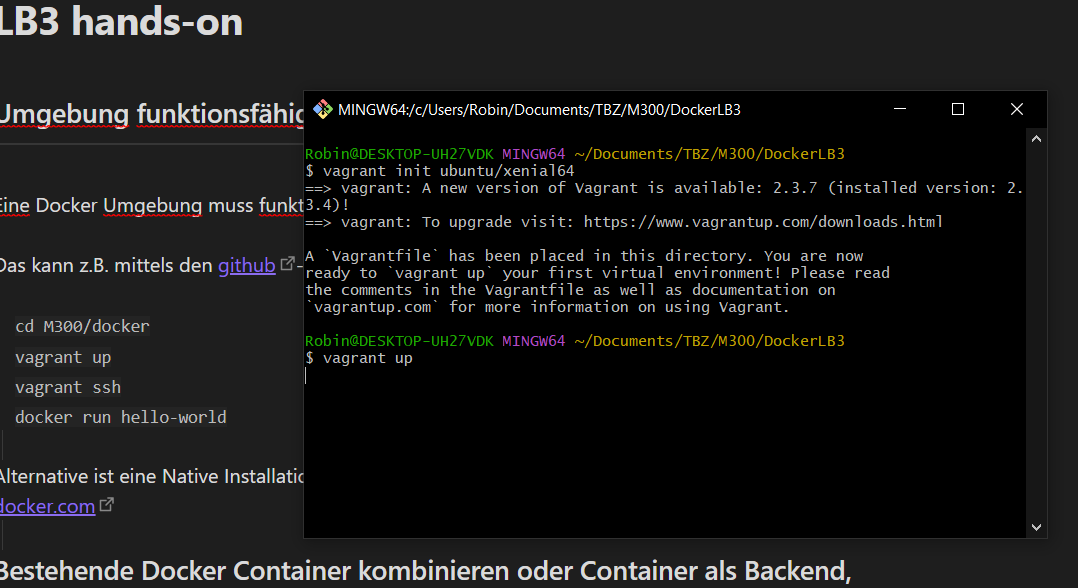 LB3 hands-on
Umgebung funktionsfähig
MINGW64:/c/Users/Robin/Documents/TBZ/M300/DockerLB3
Robin@DESKTOP-UH27VDK MINGW64 ~/Documents/TBZ/M300/DockerLB3
$ vagrant init ubuntu/xenial64
==> vagrant: A new version of Vagrant is available: 2.3.7 (installed version: 2.
3.4)!
==> vagrant: To upgrade visit: https://www.vagrantup.com/downloads.html
A `Vagrantfile` has been placed in this directory. You are now
ready to `vagrant up` your first virtual environment! Please read
the comments in the Vagrantfile as well as documentation on
`vagrantup.com` for more information on using Vagrant.
Robin@DESKTOP-UH27VDK MINGW64 ~/Documents/TBZ/M300/DockerLB3
$ vagrant up
Eine Docker Umgebung muss funkt
Das kann z.B. mittels den github -
cd M300/docker
vagrant up
vagrant ssh
docker run hello-world
Alternative ist eine Native Installatio
docker.com
Bestehende Docker Container kombinieren oder Container als Backend,